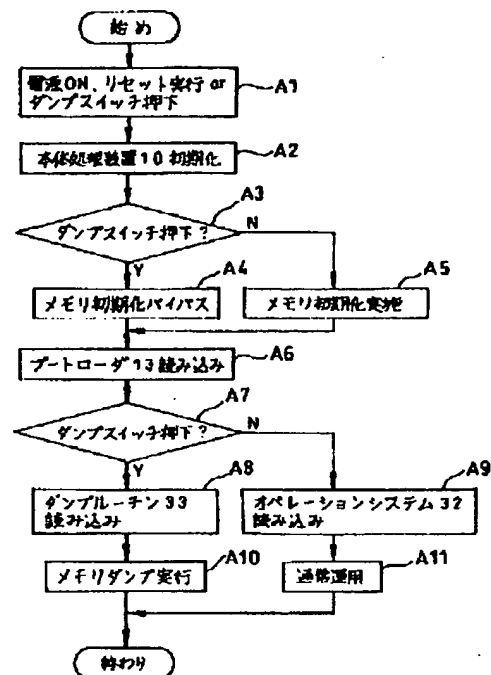 始め
電源ON、リセット実行 or
ダンプスイッチ押下
A1
本体処理装置10初期化
A2
ダンプスイッチ押下?
A3
N
Y
メモリ初期化バイパス
A4
メモリ初期化実施
A5
ブートローダ13読み込み
A6
ダンプスイッチ押下?
A7
N
Y
ダンプルーチン33
読み込み
A8
オペレーションシステム32
読み込み
A9
メモリダンプ実行
A10
通常運用
A11
終わり